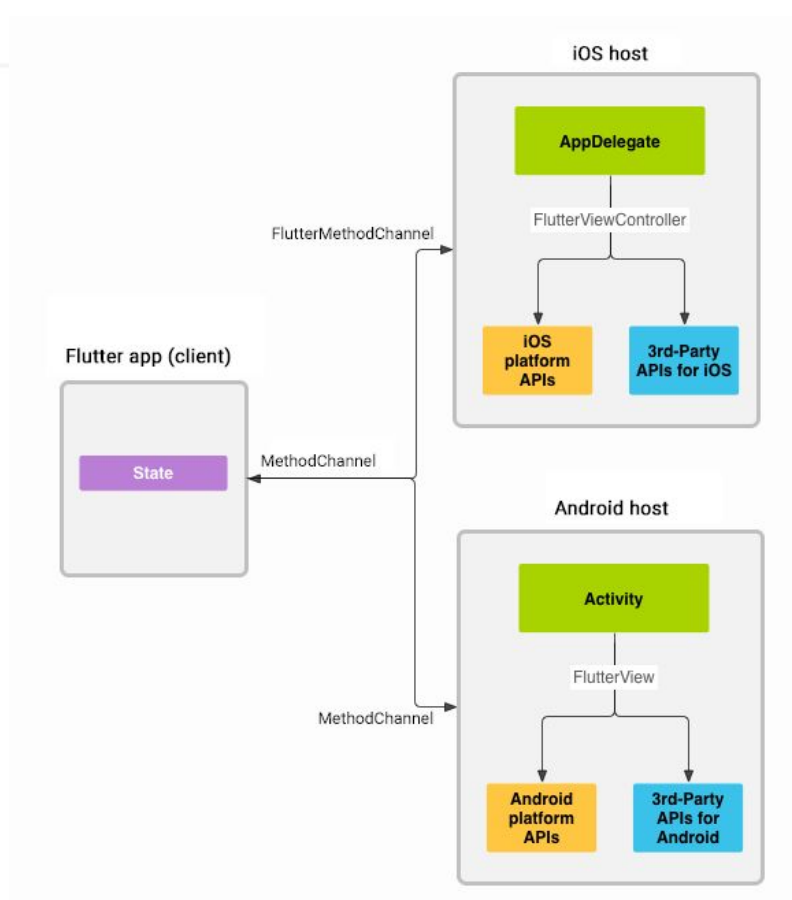 iOS host
AppDelegate
FlutterViewController
FlutterMethodChannel
iOS
platform
APIs
3rd-Party
APIs for iOS
Flutter app (client)
State
MethodChannel
Android host
Activity
FlutterView
MethodChannel
Android
platform
APIs
3rd-Party
APIs for
Android